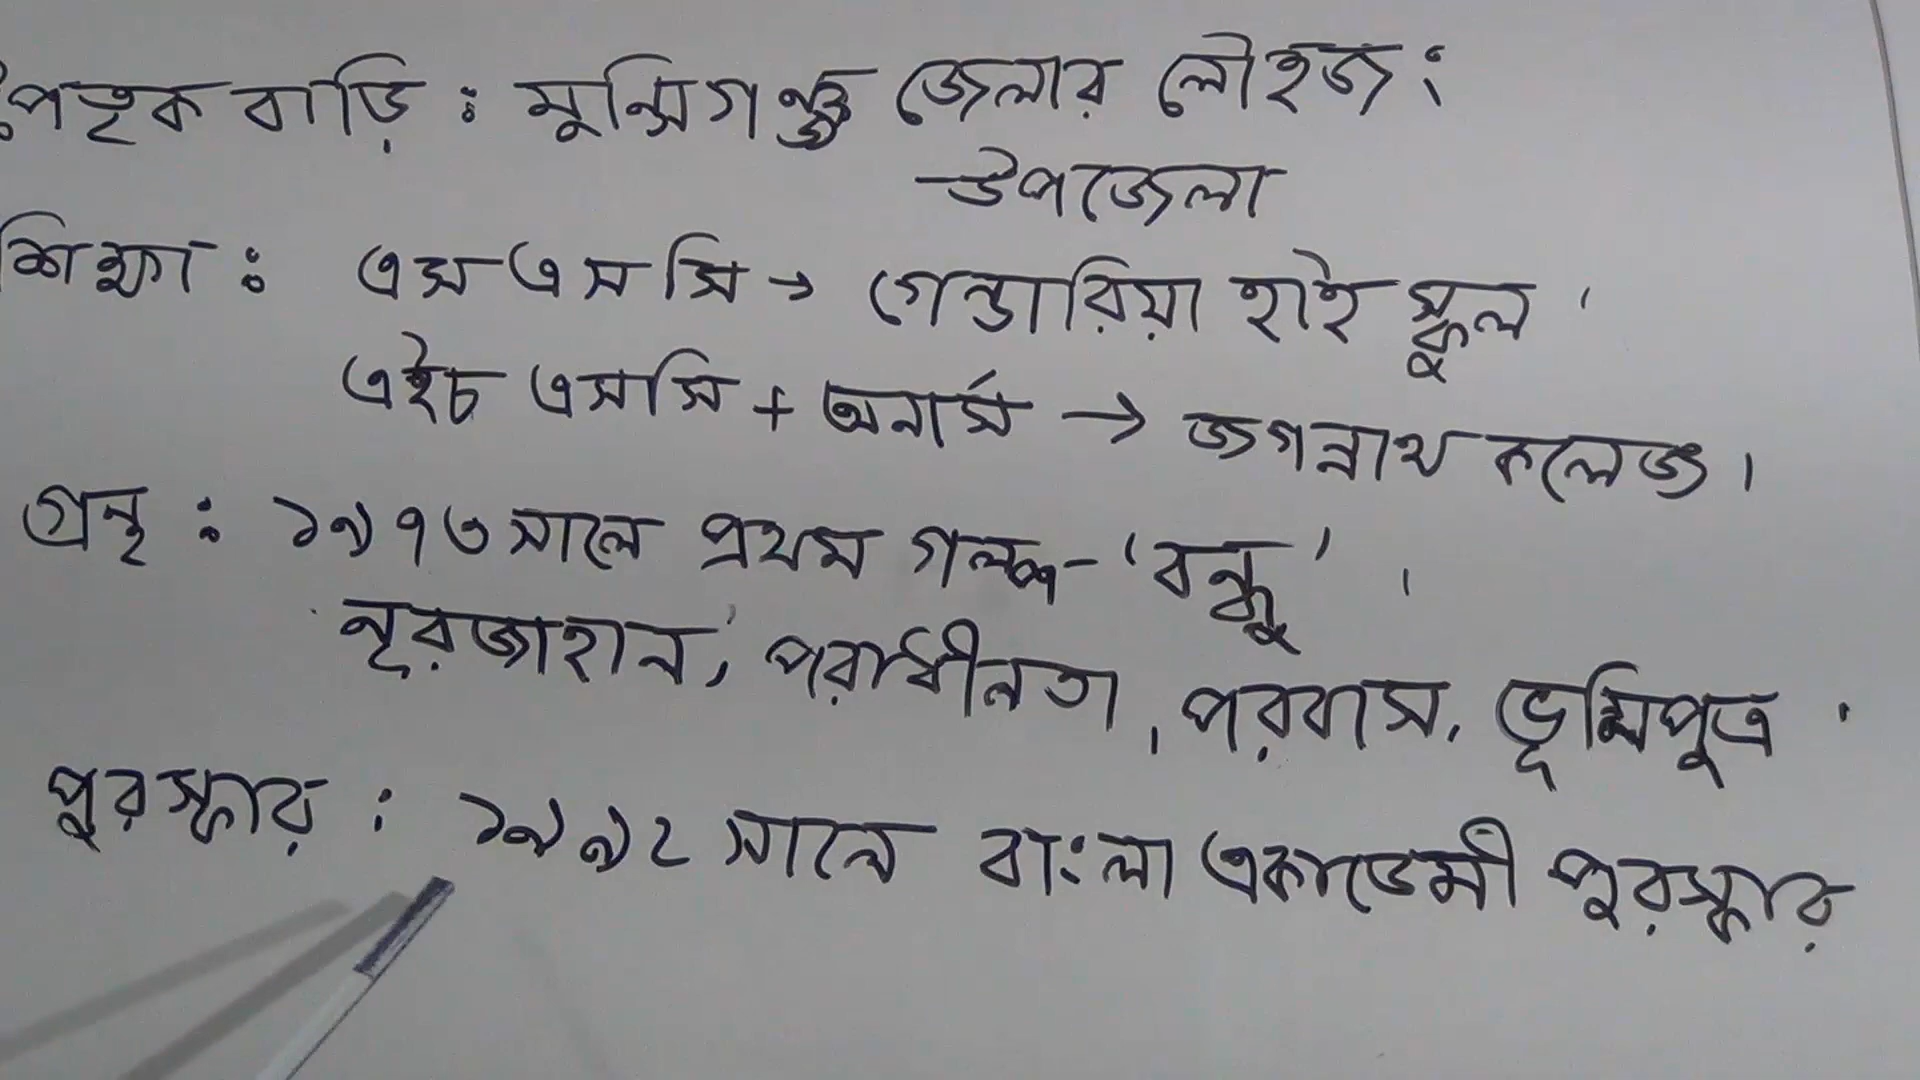 পৈতৃক বাড়ি : মুন্সিগঞ্জ জেলার লৌহজং
উপজেলা
শিক্ষা : এস এস সি → গেন্ডারিয়া হাই স্কুল ।
এইচ এসসি + অনার্স → জগন্নাথ কলেজ ।
গ্রন্থ : ১৯৭৩ সালে প্রথম গল্প - 'বন্ধু' ।
নূরজাহান, পরাধীনতা, পরবাস, ভূমিপুত্র .
পুরস্কার : ১৯৯২ সালে বাংলা একাডেমী পুরস্কার